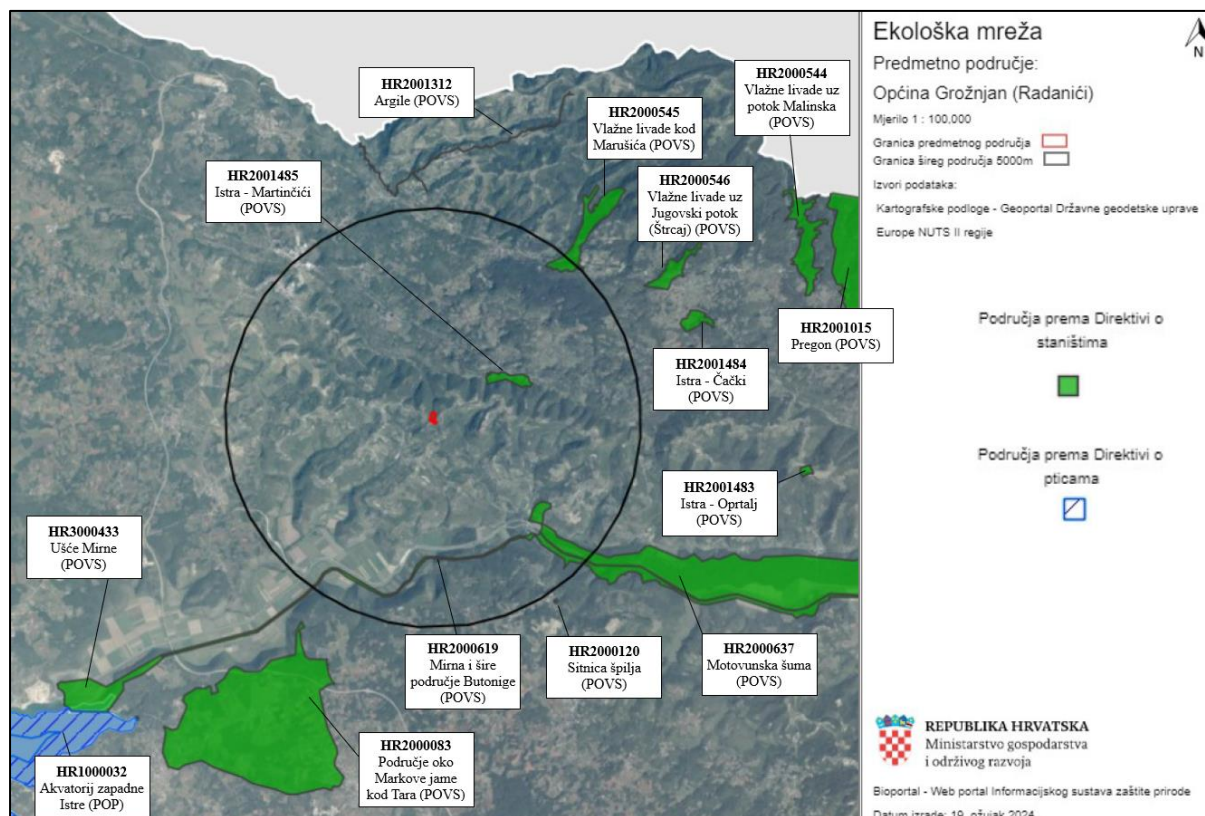 HR2001312
Argile (POVS)
HR2000545
Vlažne livade kod
Marušića (POVS)
HR2000544
Vlažne livade uz
potok Malinska
(POVS)
HR2001485
Istra - Martinčići
(POVS)
HR2000546
Vlažne livade uz
Jugovski potok
(Štrcaj) (POVS)
HR2001015
Pregon (POVS)
HR2001484
Istra - Čački
(POVS)
HR2001483
Istra - Oprtalj
(POVS)
HR3000433
Ušće Mirne
(POVS)
HR2000619
Mirna i šire
područje Butonige
(POVS)
HR2000120
Sitnica špilja
(POVS)
HR2000637
Motovunska šuma
(POVS)
HR1000032
Akvatorij zapadne
Istre (POP)
HR2000083
Područje oko
Markove jame
kod Tara (POVS)
Ekološka mreža
N
Predmetno područje:
Općina Grožnjan (Radanići)
Mjerilo 1 : 100,000
Granica predmetnog područja
Granica šireg područja 5000m
Izvori podataka:
Kartografske podloge - Geoportal Državne geodetske uprave
Europe NUTS II regije
Područja prema Direktivi o
staništima
Područja prema Direktivi o
pticama
REPUBLIKA HRVATSKA
Ministarstvo gospodarstva
i održivog razvoja
Bioportal - Web portal Informacijskog sustava zaštite prirode
Datum izrade: 19. ožujak 2024